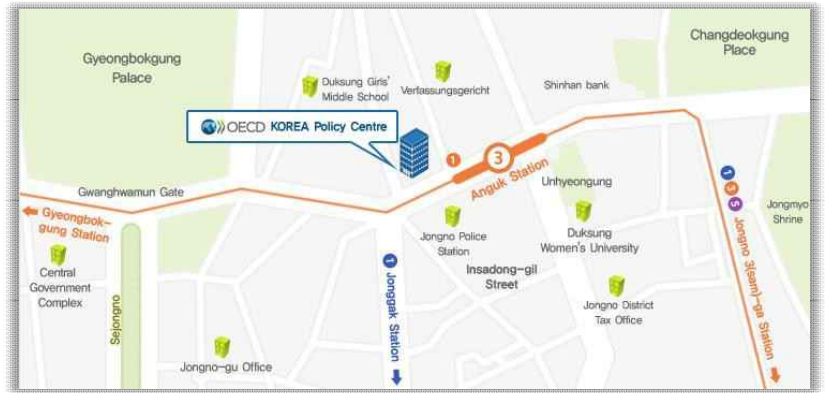 Gyeongbokgung
Palace
Changdeokgung
Place
Duksung Girls'
Middle School
Verfassungsgericht
Shinhan bank
OECD KOREA Policy Centre
1
3
Anguk Station
Gwanghwamun Gate
Unhyeongung
Gyeongbok-
gung Station
Central
Government
Complex
Sejongno
Jongno-gu Office
1 Jonggak Station
Jongno Police
Station
Insadong-gil
Street
Duksung
Women's University
Jongno District
Tax Office
1 3 5 Jongno 3(sam)-ga Station
Jongmyo
Shrine